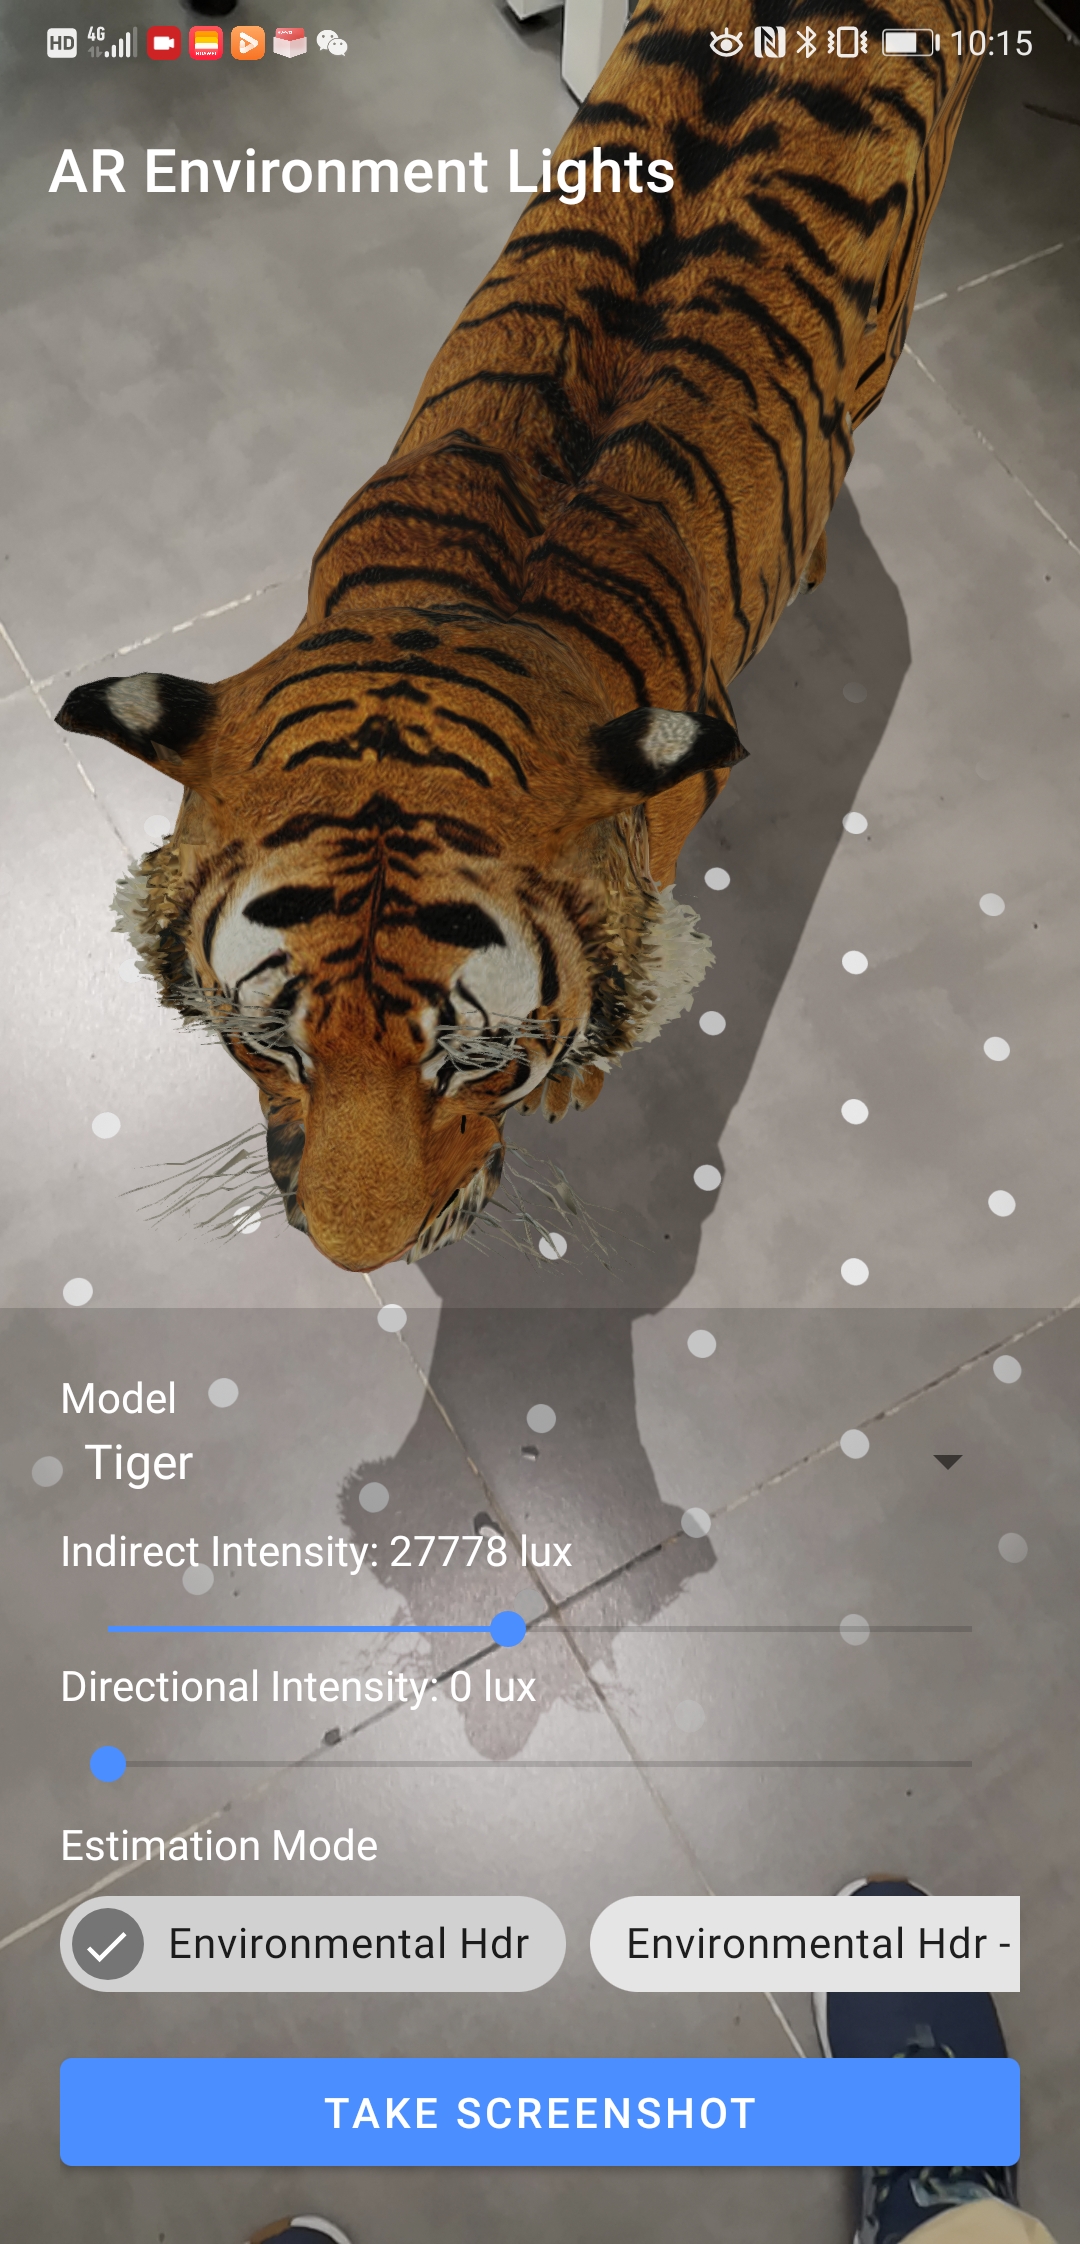 HD 4G 10:15
AR Environment Lights
Model
Tiger
Indirect Intensity: 27778 lux
Directional Intensity: 0 lux
Estimation Mode
Environmental Hdr
Environmental Hdr -
TAKE SCREENSHOT